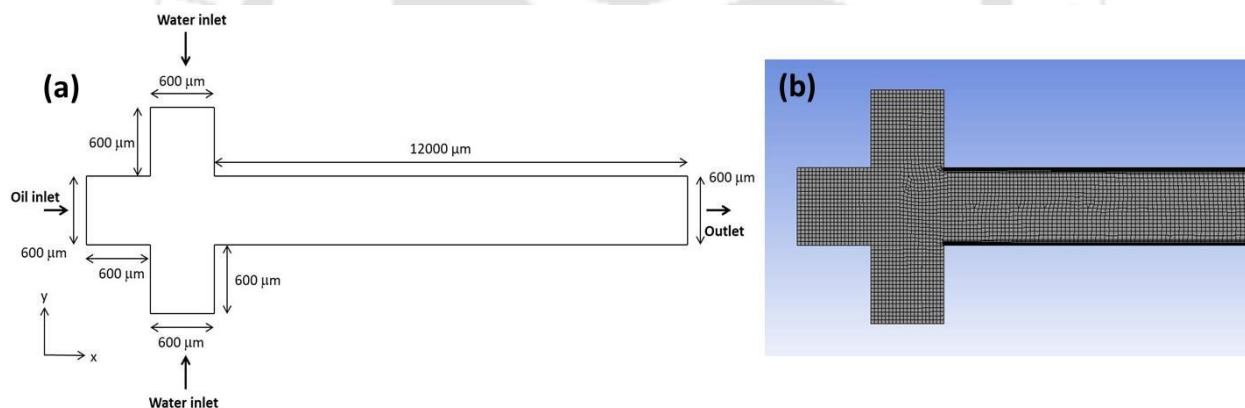 Water inlet
(a)
600 μm
600 μm
12000 μm
Oil inlet
600 μm
Outlet
600 μm
600 μm
600 μm
y
x
600 μm
Water inlet
(b)